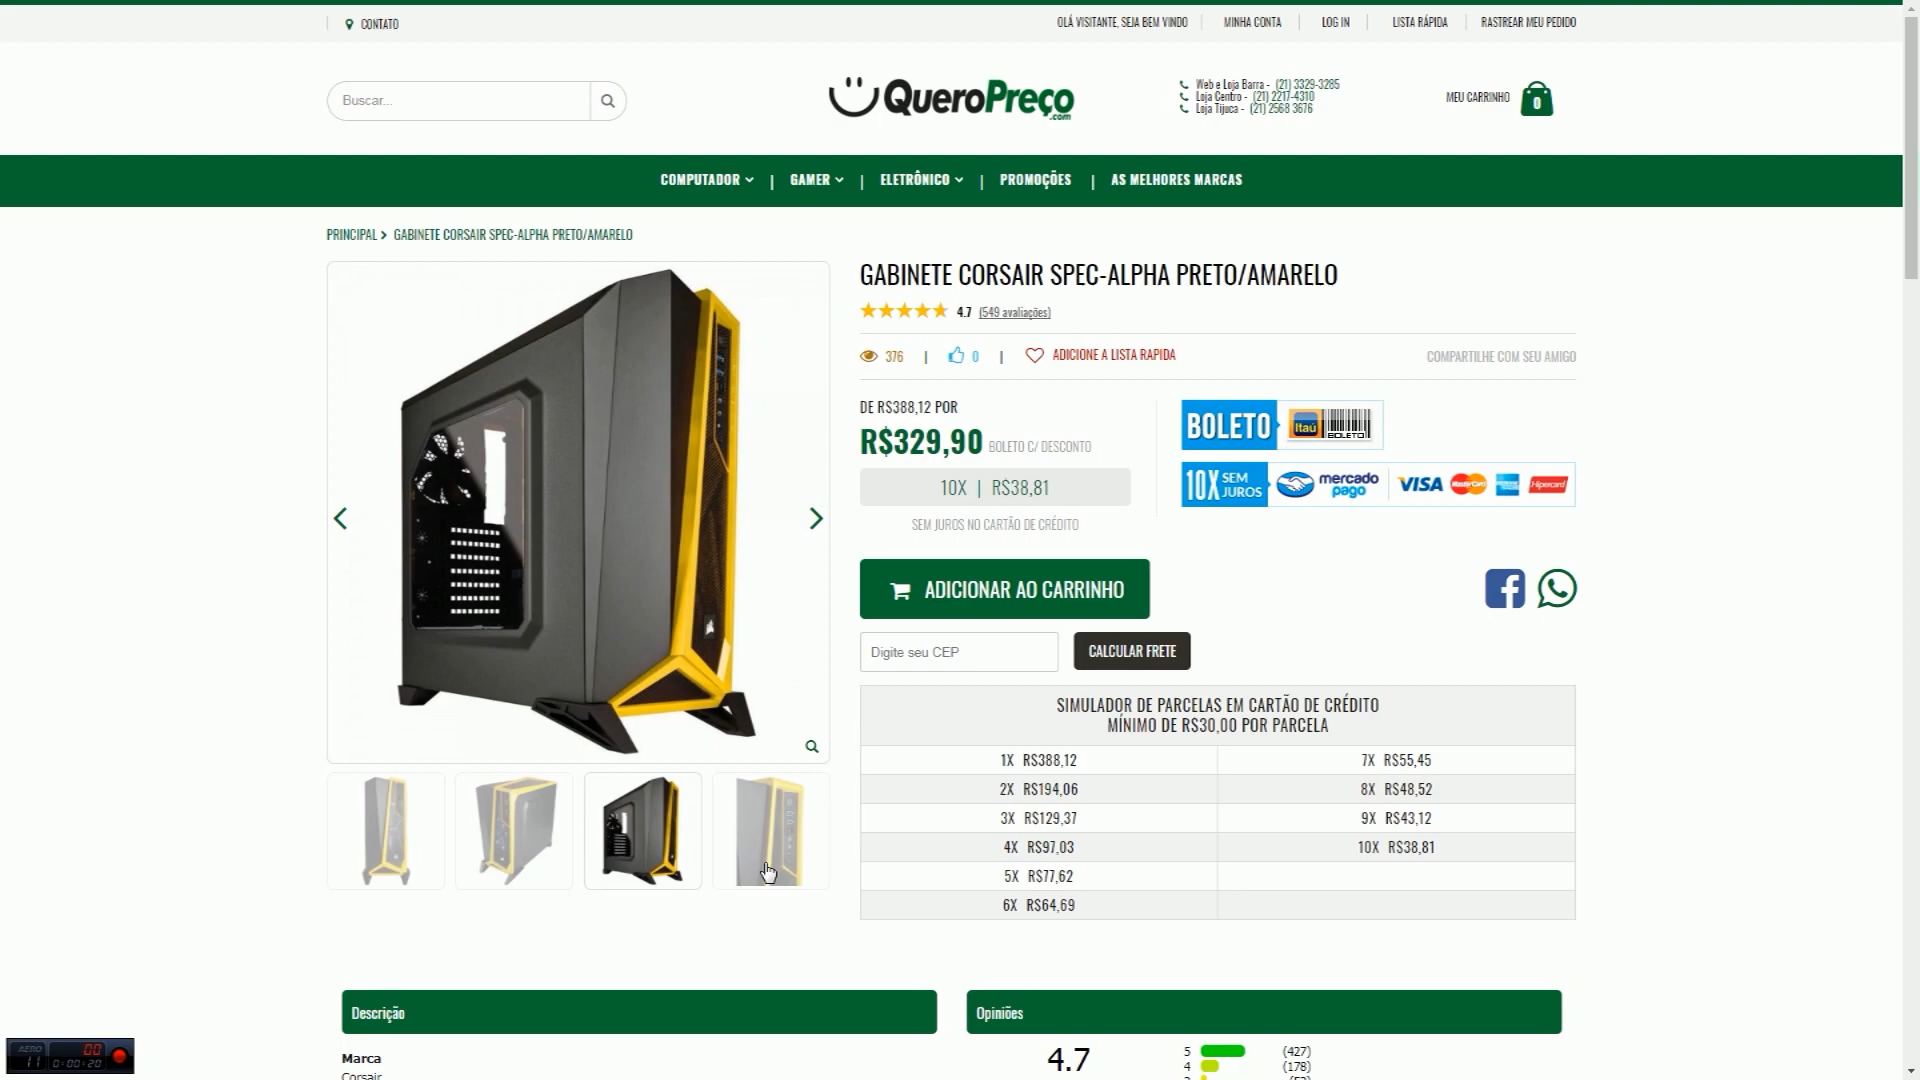 CONTATO
OLÁ VISITANTE, SEJA BEM VINDO
MINHA CONTA
LOG IN
LISTA RÁPIDA
RASTREAR MEU PEDIDO
Buscar...
QueroPreço
.com
Web e Loja Barra - (21) 3329-3285
Loja Centro - (21) 2217-4310
Loja Tijuca - (21) 2568 3676
MEU CARRINHO
0
COMPUTADOR | GAMER | ELETRÔNICO | PROMOÇÕES | AS MELHORES MARCAS
PRINCIPAL > GABINETE CORSAIR SPEC-ALPHA PRETO/AMARELO
GABINETE CORSAIR SPEC-ALPHA PRETO/AMARELO
4.7 (549 avaliações)
376 | 0 | ADICIONE A LISTA RAPIDA
COMPARTILHE COM SEU AMIGO
DE R$388,12 POR
R$329,90 BOLETO C/ DESCONTO
10X | R$38,81
SEM JUROS NO CARTÃO DE CRÉDITO
BOLETO Itaú BOLETO
10X SEM JUROS mercado pago VISA MasterCard Hipercard
ADICIONAR AO CARRINHO
Digite seu CEP
CALCULAR FRETE
SIMULADOR DE PARCELAS EM CARTÃO DE CRÉDITO
MÍNIMO DE R$30,00 POR PARCELA
1X R$388,12 7X R$55,45
2X R$194,06 8X R$48,52
3X R$129,37 9X R$43,12
4X R$97,03 10X R$38,81
5X R$77,62
6X R$64,69
Descrição
Marca
Corsair
Opiniões
4.7
5 (427)
4 (178)
AERO
11
00
0:00:20